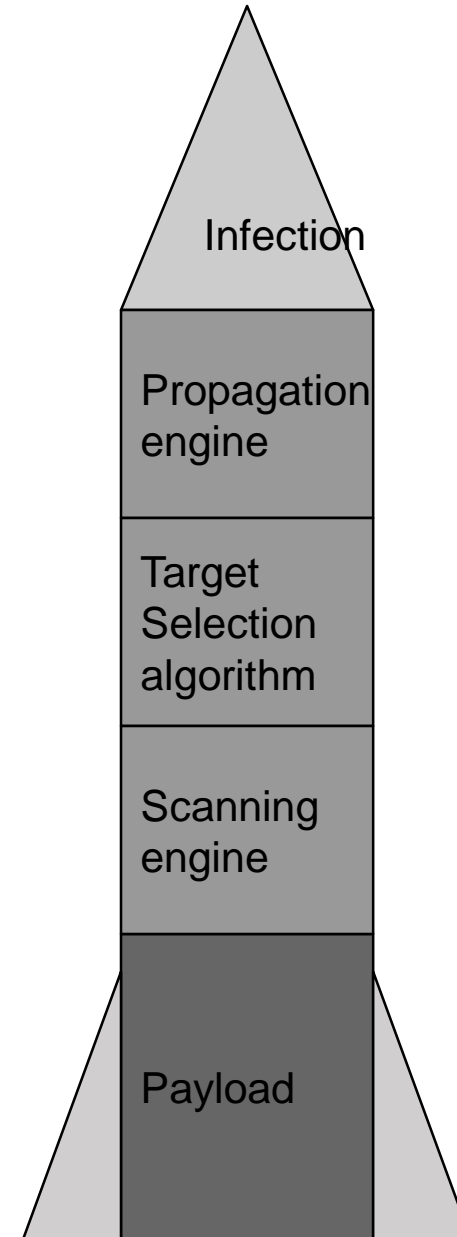 Infection
Propagation
engine
Target
Selection
algorithm
Scanning
engine
Payload